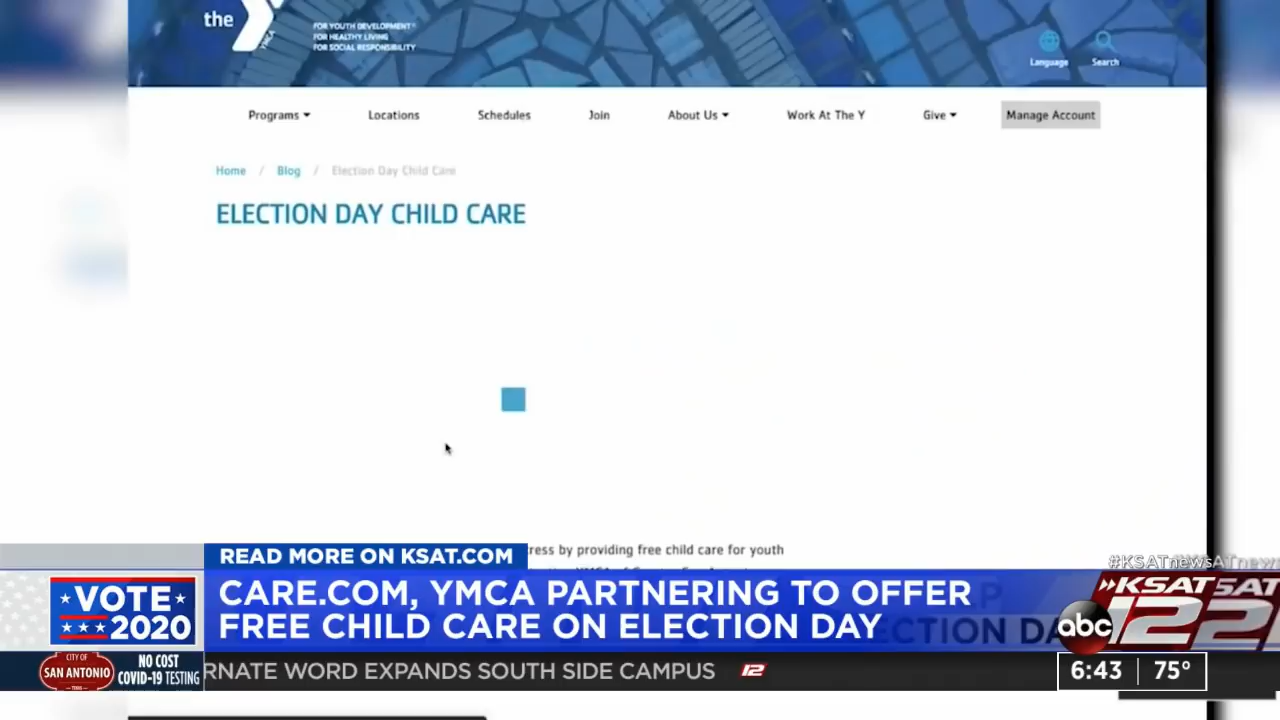 the
YMCA
FOR YOUTH DEVELOPMENT®
FOR HEALTHY LIVING
FOR SOCIAL RESPONSIBILITY
Language
Search
Programs
Locations
Schedules
Join
About Us
Work At The Y
Give
Manage Account
Home / Blog / Election Day Child Care
ELECTION DAY CHILD CARE
ress by providing free child care for youth
READ MORE ON KSAT.COM
#KSATnews
VOTE
2020
CARE.COM, YMCA PARTNERING TO OFFER
FREE CHILD CARE ON ELECTION DAY
ECTION DA
abc
KSAT
12
CITY OF
SAN ANTONIO
NO COST
COVID-19 TESTING
RNATE WORD EXPANDS SOUTH SIDE CAMPUS 12
6:43 75°